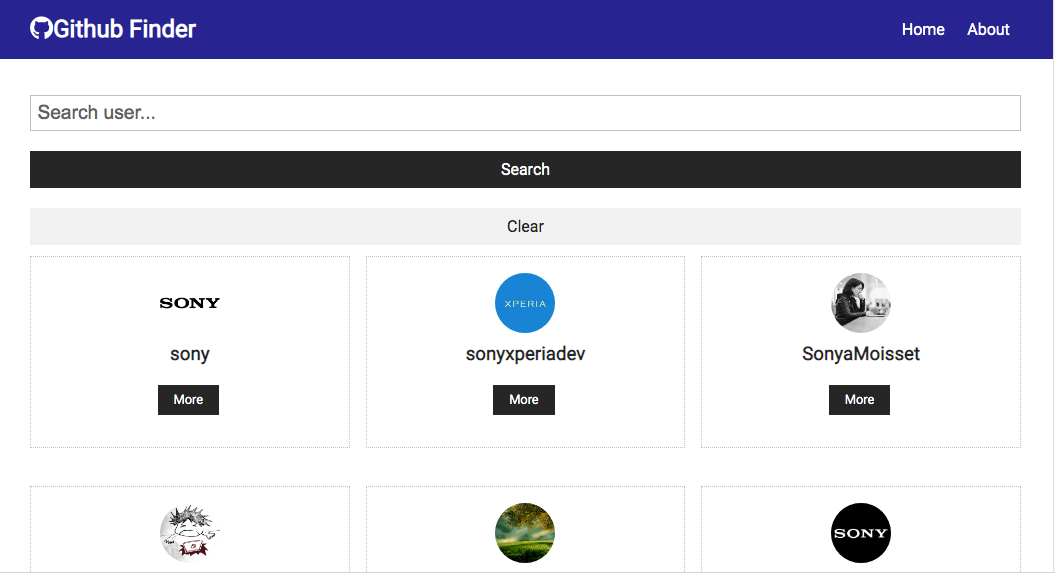 Github Finder
Home About
Search user...
Search
Clear
SONY
XPERIA
sony
sonyxperiadev
SonyaMoisset
More
More
More
SONY